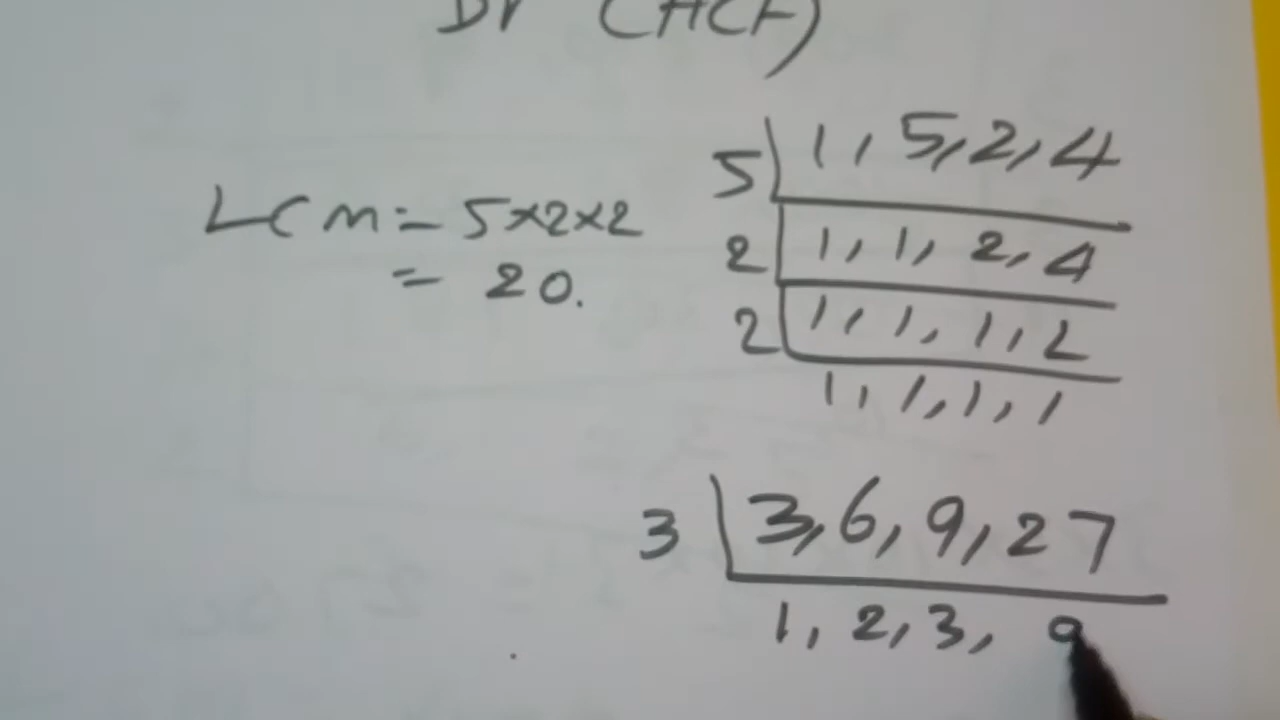 (HCF)
5 | 1, 5, 2, 4
LCM = 5×2×2
2 | 1, 1, 2, 4
= 20.
2 | 1, 1, 1, 2
1, 1, 1, 1
3 | 3, 6, 9, 27
1, 2, 3, 9